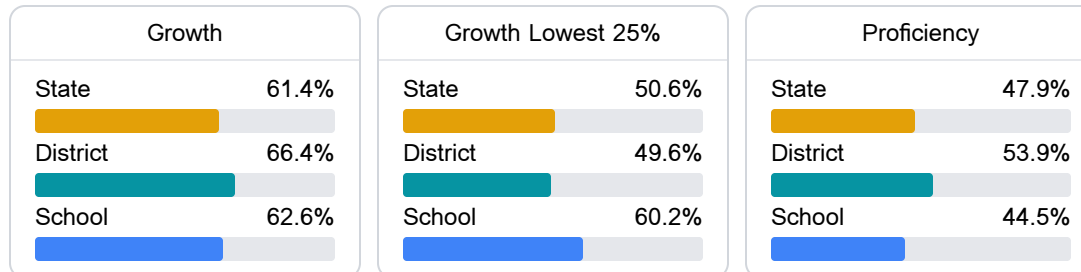 Growth
State 61.4%
District 66.4%
School 62.6%
Growth Lowest 25%
State 50.6%
District 49.6%
School 60.2%
Proficiency
State 47.9%
District 53.9%
School 44.5%